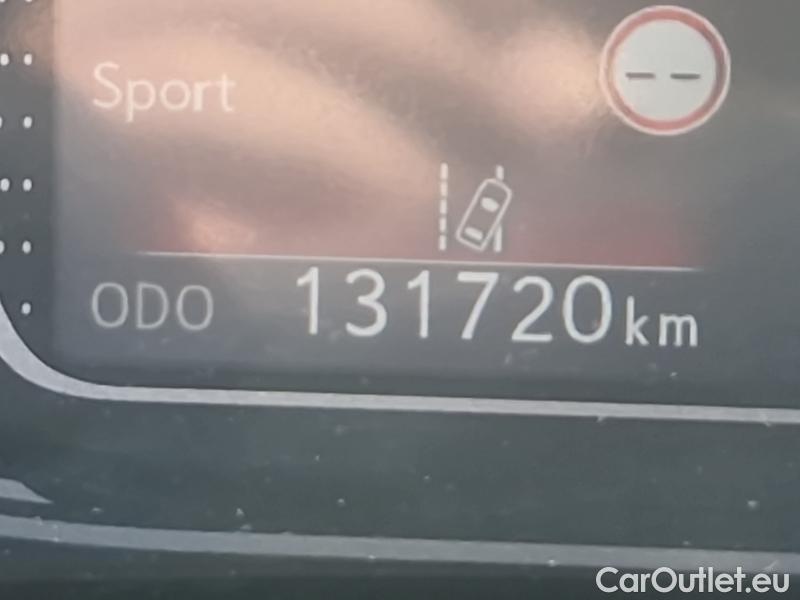 Sport
--
ODO 131720 km
CarOutlet.eu